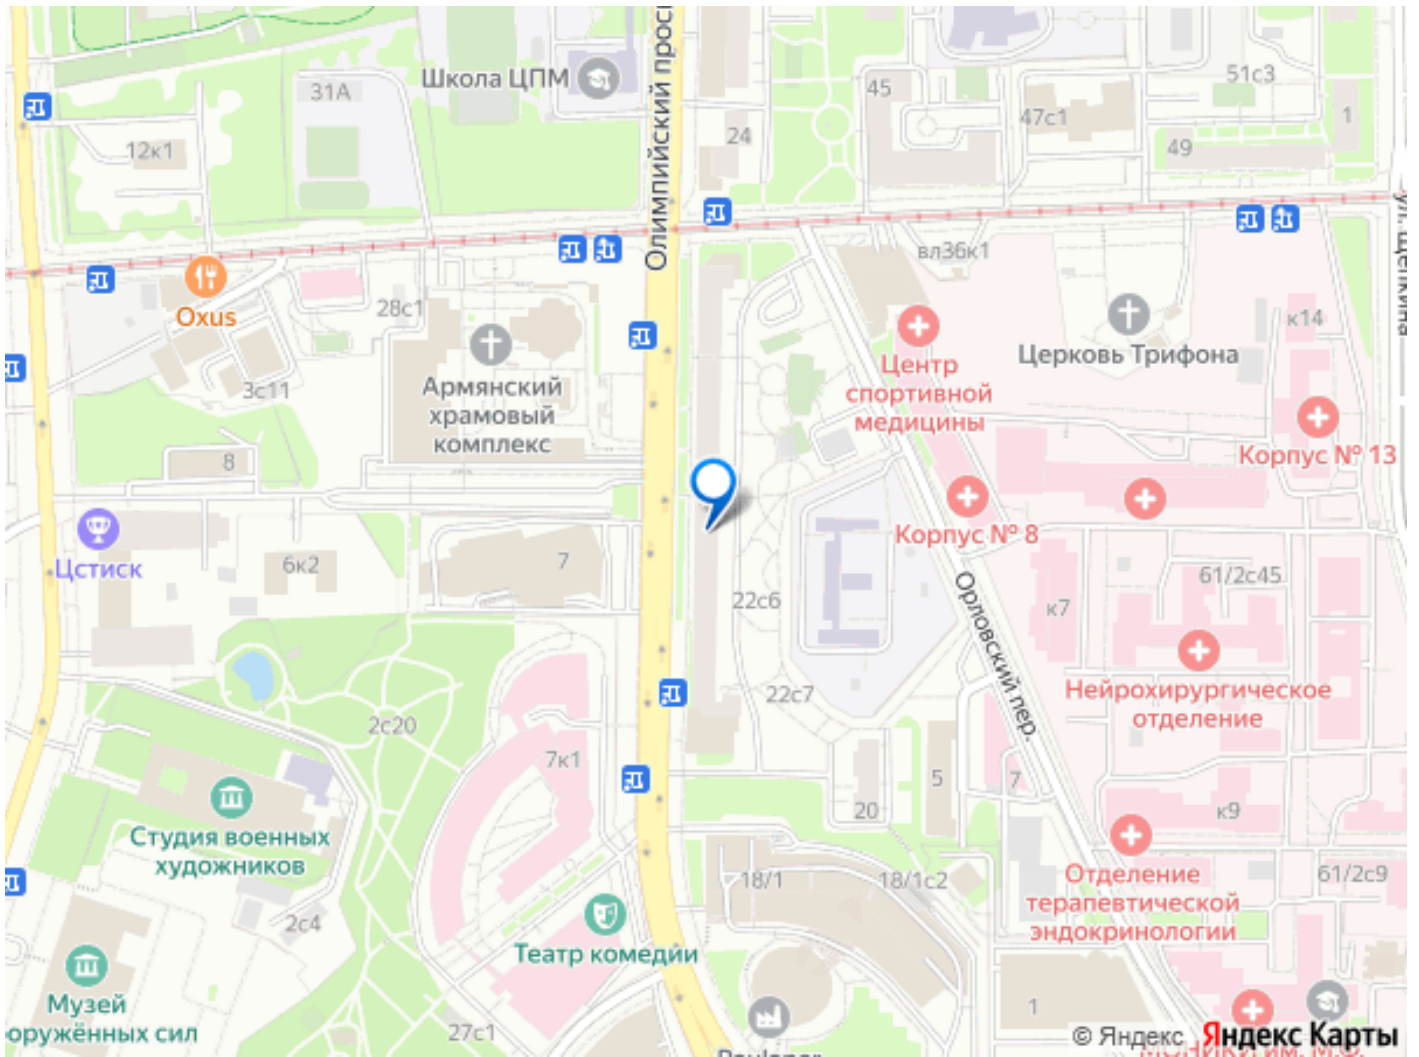 Олимпийский прос
Школа ЦПМ
31А
45
51с3
47с1
1
12к1
24
49
ул. Щепкина
вл36к1
Oxus
28с1
к14
Армянский
храмовый
комплекс
3с11
Центр
спортивной
медицины
Церковь Трифона
Корпус № 13
8
Корпус № 8
Цстиск
6к2
7
22с6
61/2с45
к7
Орловский пер.
Нейрохирургическое
отделение
22с7
2с20
7к1
5
7
20
к9
Студия военных
художников
18/1
18/1с2
Отделение
терапевтической
эндокринологии
61/2с9
2с4
Театр комедии
Музей
оружённых сил
27с1
1
© Яндекс Яндекс Карты